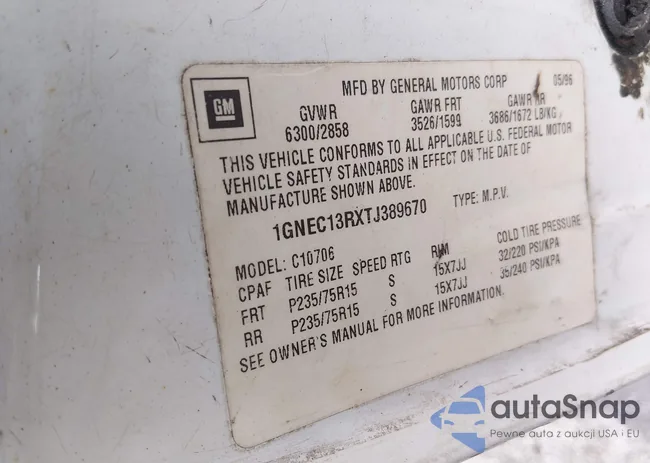 GM
MFD BY GENERAL MOTORS CORP 05/96
GVWR GAWR FRT GAWR RR
6300/2858 3526/1599 3686/1672 LB/KG
THIS VEHICLE CONFORMS TO ALL APPLICABLE U.S. FEDERAL MOTOR
VEHICLE SAFETY STANDARDS IN EFFECT ON THE DATE OF
MANUFACTURE SHOWN ABOVE.
1GNEC13RXTJ389670 TYPE: M.P.V.
MODEL: C10706
CPAF TIRE SIZE SPEED RTG RIM COLD TIRE PRESSURE
FRT P235/75R15 S 15X7JJ 32/220 PSI/KPA
RR P235/75R15 S 15X7JJ 35/240 PSI/KPA
SEE OWNER'S MANUAL FOR MORE INFORMATION.
autaSnap
Pewne auta z aukcji USA i EU